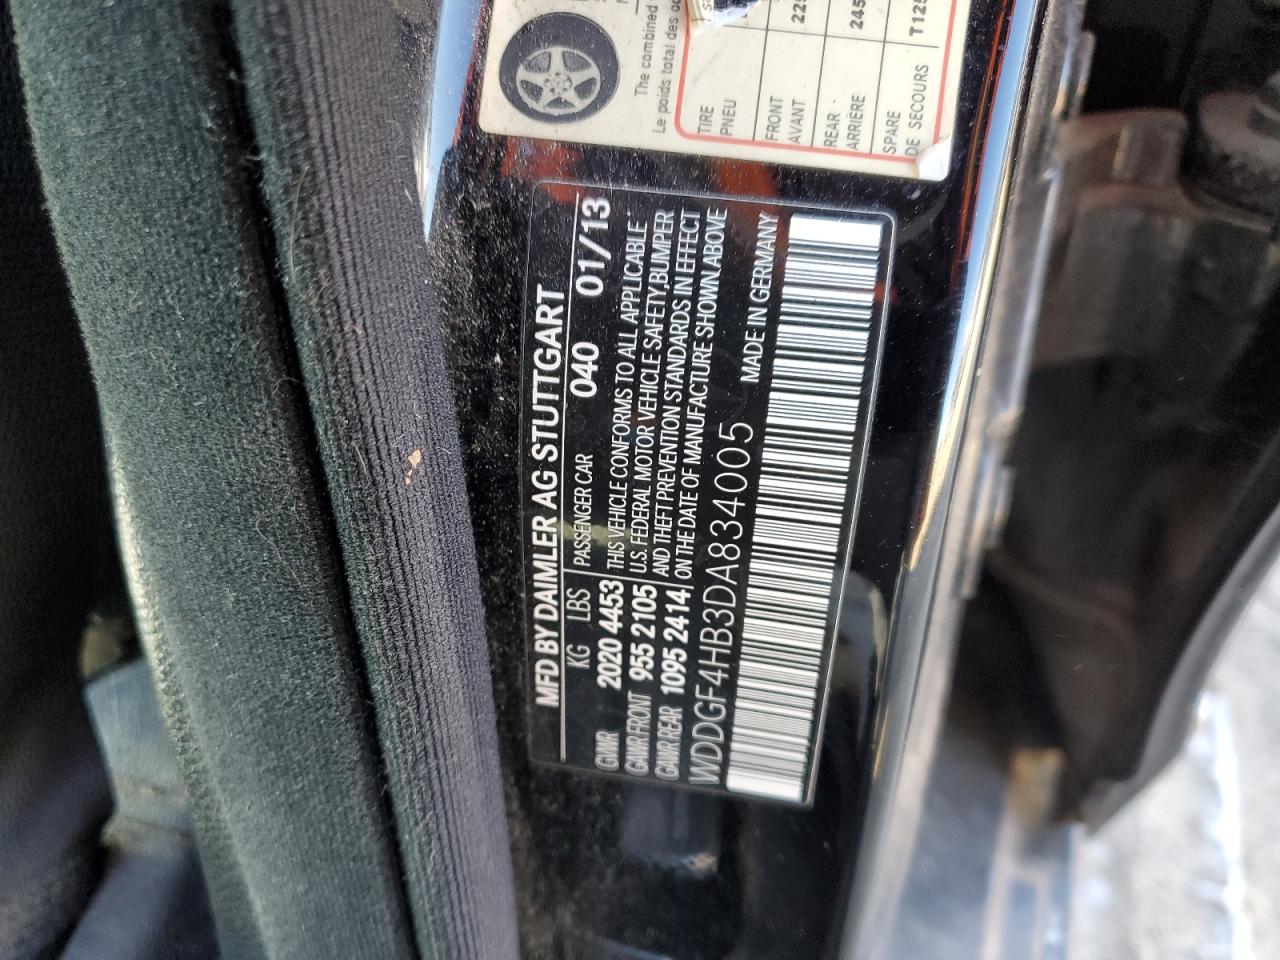 The combined
Le poids total des oc
TIRE
PNEU
FRONT
AVANT
REAR
ARRIÈRE 245
SPARE
DE SECOURS T125
MFD BY DAIMLER AG STUTTGART
KG LBS PASSENGER CAR 040 01/13
GVWR 2020 4453 THIS VEHICLE CONFORMS TO ALL APPLICABLE
GAWR FRONT 955 2105 U.S. FEDERAL MOTOR VEHICLE SAFETY, BUMPER
GAWR REAR 1095 2414 AND THEFT PREVENTION STANDARDS IN EFFECT
ON THE DATE OF MANUFACTURE SHOWN ABOVE
WDDGF4HB3DA834005 MADE IN GERMANY